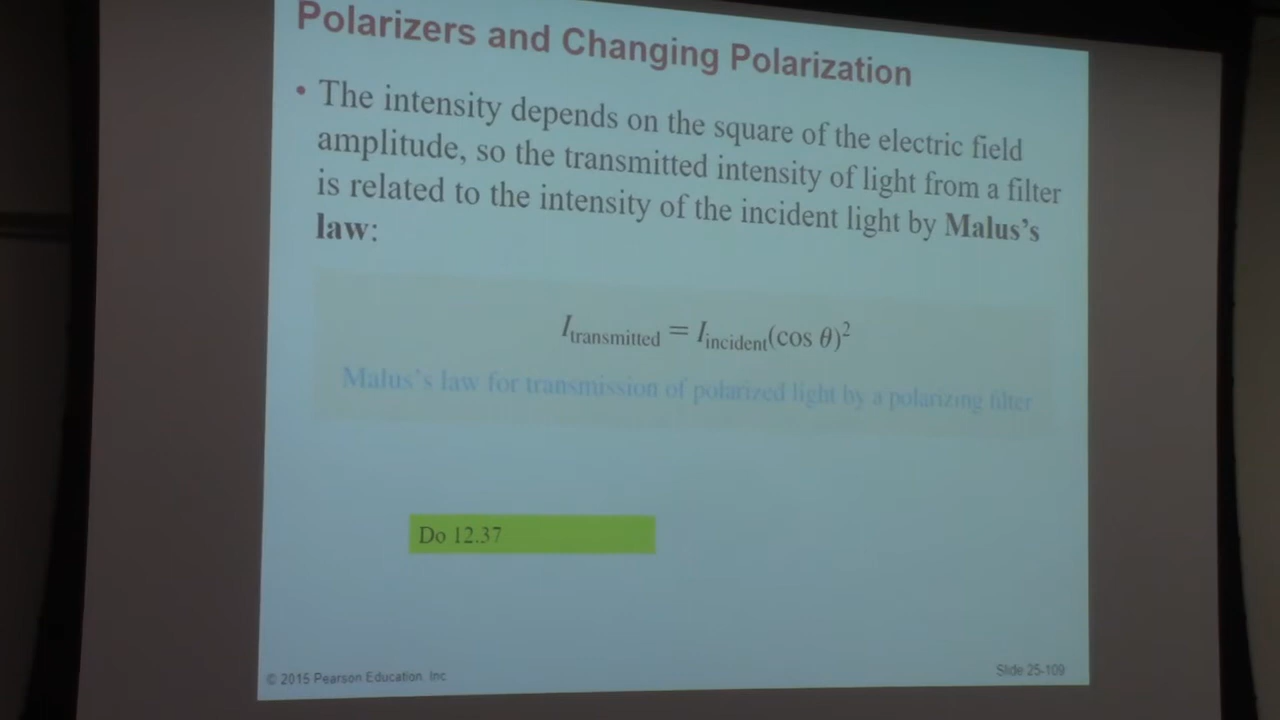 Polarizers and Changing Polarization
• The intensity depends on the square of the electric field
amplitude, so the transmitted intensity of light from a filter
is related to the intensity of the incident light by Malus's
law:
I_transmitted = I_incident(cos θ)²
Malus's law for transmission of polarized light by a polarizing filter
Do 12.37
© 2015 Pearson Education, Inc.
Slide 25-109